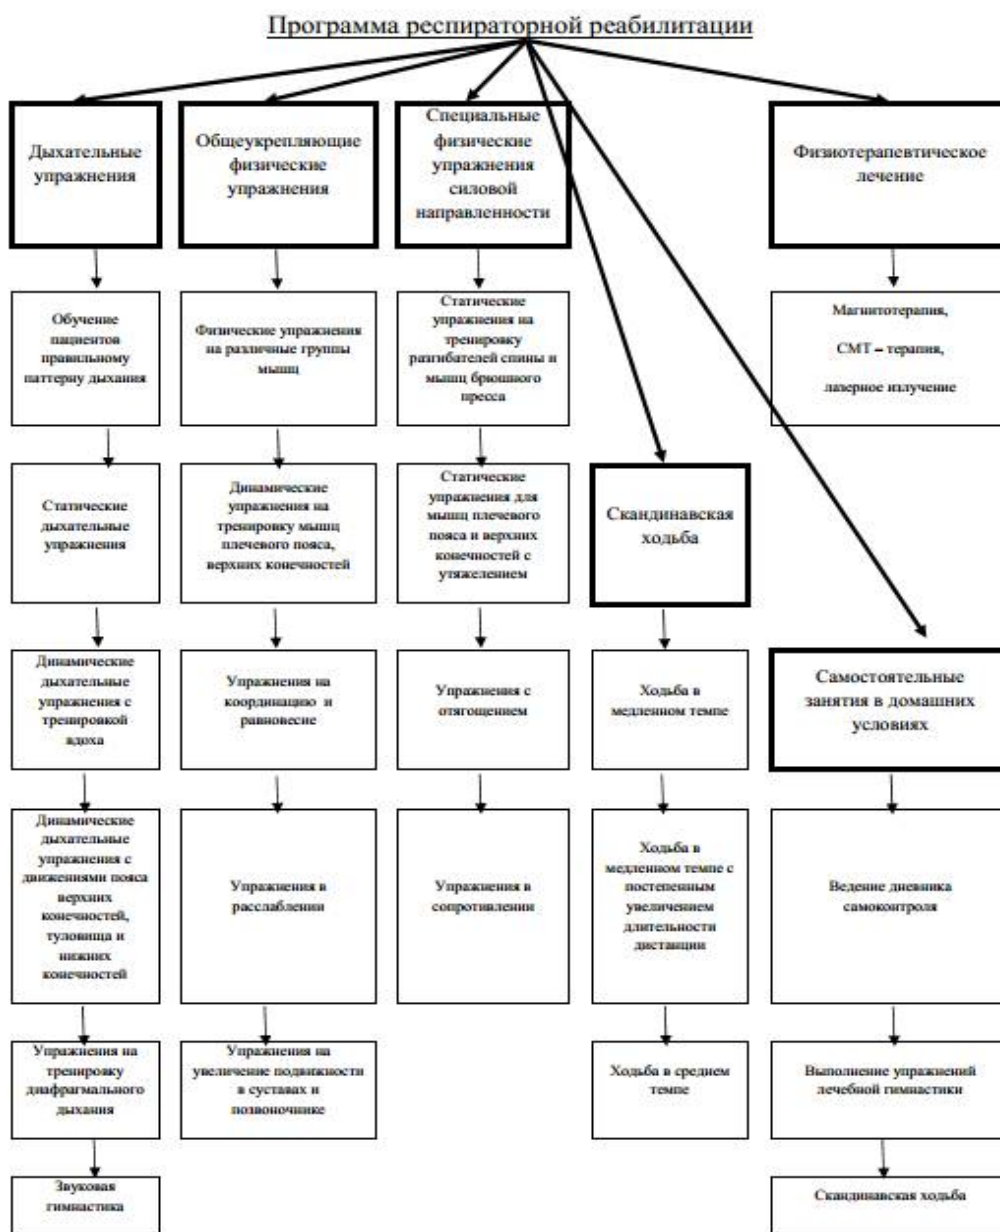 Программа респираторной реабилитации
Дыхательные
упражнения
Общеукрепляющие
физические
упражнения
Специальные
физические
упражнения
силовой
направленности
Физиотерапевтическое
лечение
Обучение
пациентов
правильному
паттерну дыхания
Физические упражнения
на различные группы
мышц
Статические
упражнения на
тренировку
разгибателей спины и
мышц брюшного
пресса
Магнитотерапия,
СМТ – терапия,
лазерное излучение
Статические
дыхательные
упражнения
Динамические
упражнения на
тренировку мышц
плечевого пояса,
верхних конечностей
Статические
упражнения для
мышц плечевого
пояса и верхних
конечностей с
утяжелением
Скандинавская
ходьба
Динамические
дыхательные
упражнения с
тренировкой
вдоха
Упражнения на
координацию и
равновесие
Упражнения с
отягощением
Ходьба в
медленном темпе
Самостоятельные
занятия в домашних
условиях
Динамические
дыхательные
упражнения с
движениями пояса
верхних
конечностей,
туловища и
нижних
конечностей
Упражнения в
расслаблении
Упражнения в
сопротивлении
Ходьба в
медленном темпе с
постепенным
увеличением
длительности
дистанции
Ведение дневника
самоконтроля
Упражнения на
тренировку
диафрагмального
дыхания
Упражнения на
увеличение подвижности
в суставах и
позвоночнике
Ходьба в среднем
темпе
Выполнение упражнений
лечебной гимнастики
Звуковая
гимнастика
Скандинавская ходьба